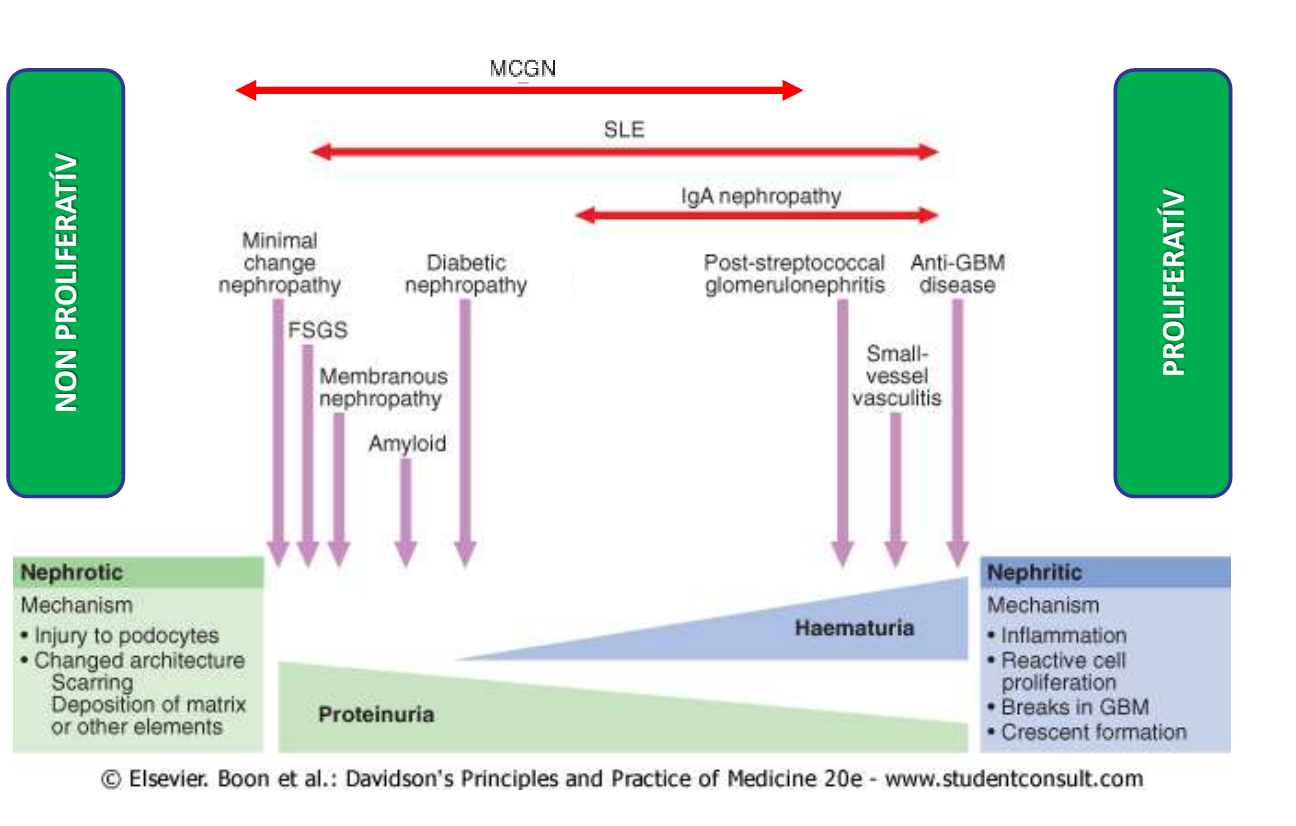 MCGN
SLE
IgA nephropathy
NON PROLIFERATÍV
PROLIFERATÍV
Minimal
change
nephropathy
Diabetic
nephropathy
Post-streptococcal
glomerulonephritis
Anti-GBM
disease
FSGS
Membranous
nephropathy
Small-
vessel
vasculitis
Amyloid
Nephrotic
Mechanism
• Injury to podocytes
• Changed architecture
Scarring
Deposition of matrix
or other elements
Haematuria
Proteinuria
Nephritic
Mechanism
• Inflammation
• Reactive cell
proliferation
• Breaks in GBM
• Crescent formation
© Elsevier. Boon et al.: Davidson's Principles and Practice of Medicine 20e - www.studentconsult.com